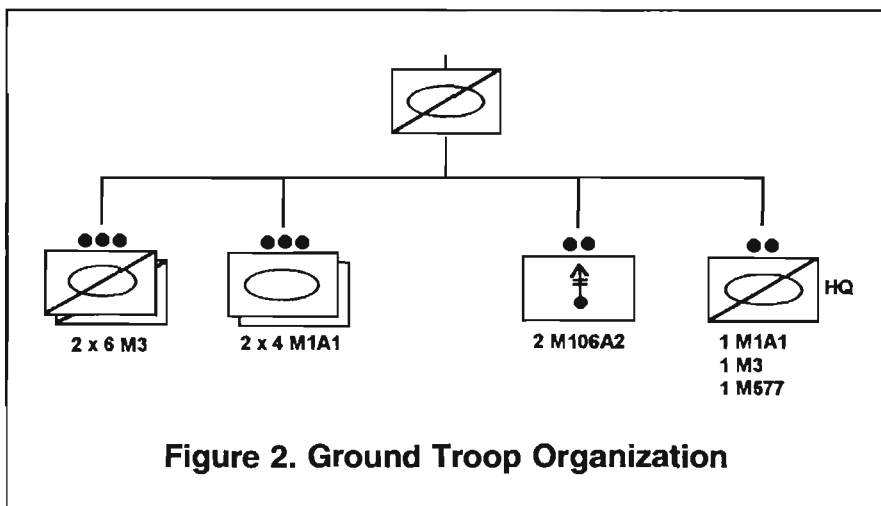 HQ
2 x 6 M3
2 x 4 M1A1
2 M106A2
1 M1A1
1 M3
1 M577
Figure 2. Ground Troop Organization